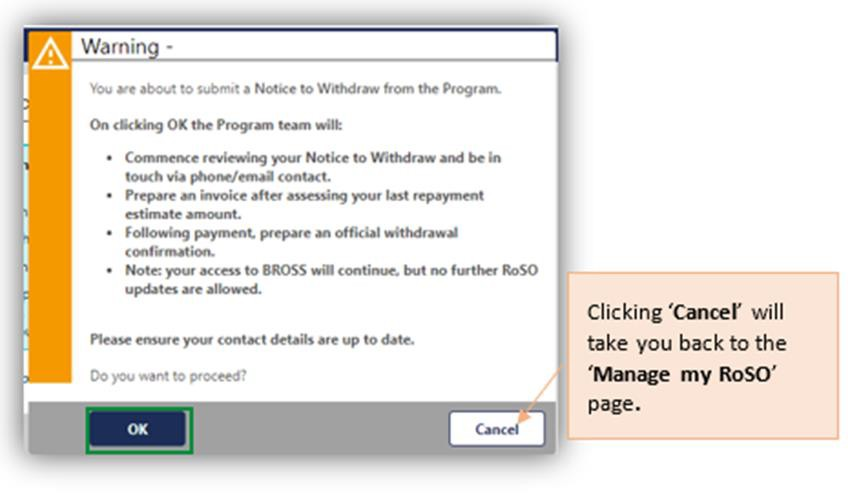 Warning -
You are about to submit a Notice to Withdraw from the Program.
On clicking OK the Program team will:
• Commence reviewing your Notice to Withdraw and be in
touch via phone/email contact.
• Prepare an invoice after assessing your last repayment
estimate amount.
• Following payment, prepare an official withdrawal
confirmation.
• Note: your access to BROSS will continue, but no further RoSO
updates are allowed.
Please ensure your contact details are up to date.
Do you want to proceed?
OK
Cancel
Clicking ‘Cancel’ will
take you back to the
‘Manage my RoSO’
page.